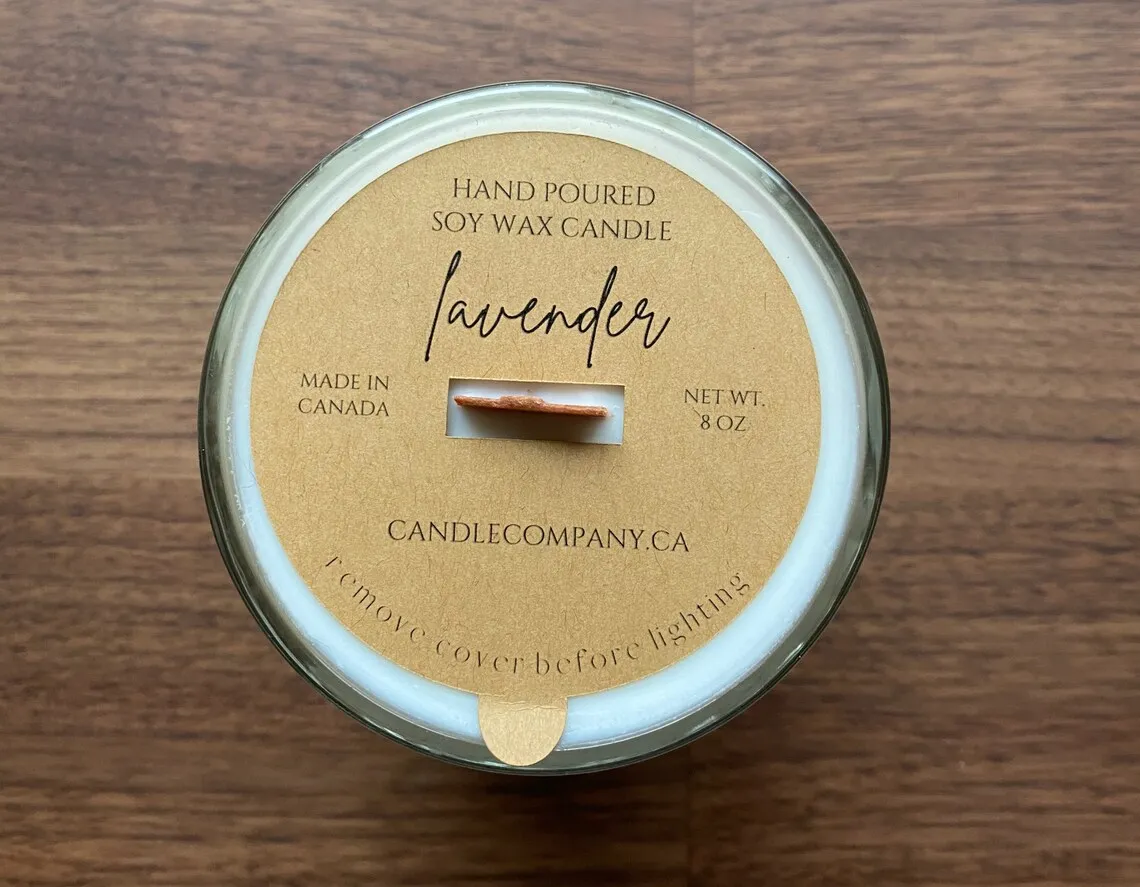 HAND POURED
SOY WAX CANDLE
lavender
MADE IN
CANADA
NET WT.
8 OZ
CANDLECOMPANY.CA
remove cover before lighting